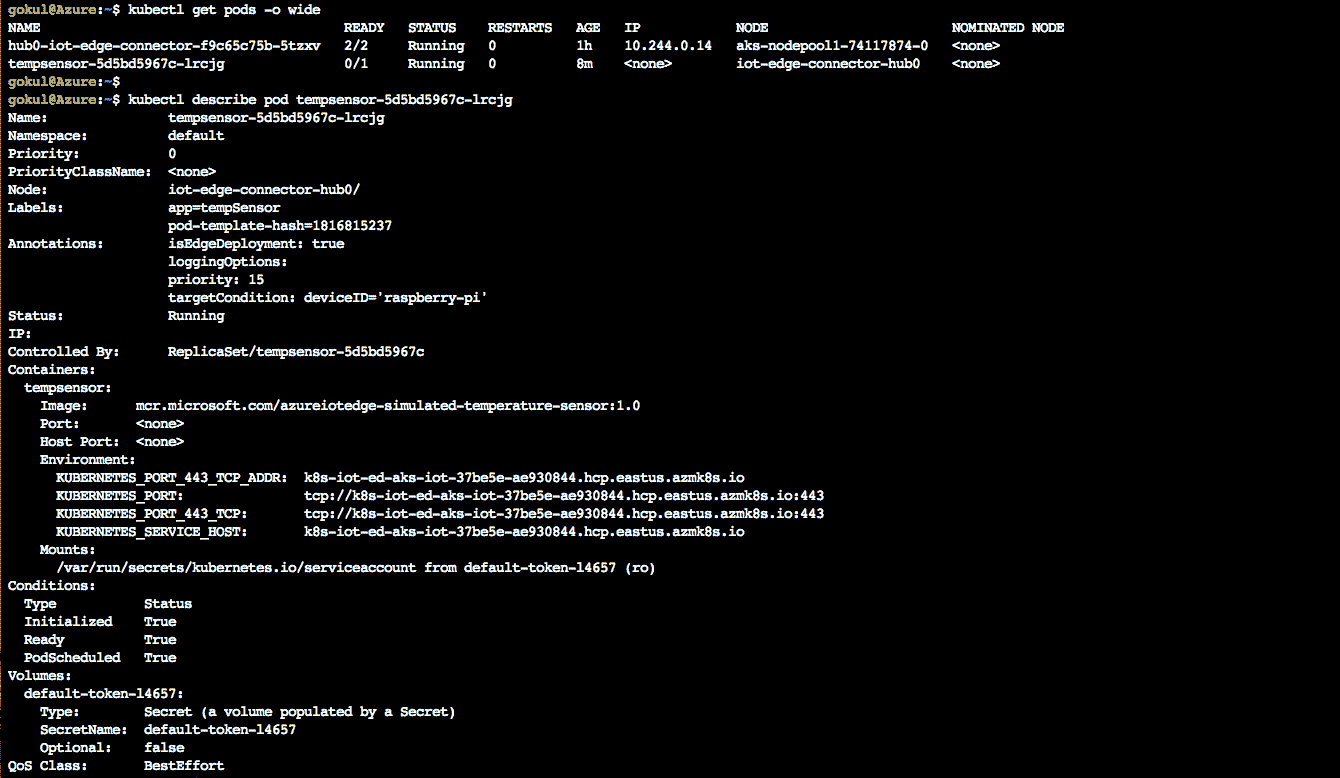 gokul@Azure:~$ kubectl get pods -o wide
NAME READY STATUS RESTARTS AGE IP NODE NOMINATED NODE
hub0-iot-edge-connector-f9c65c75b-5tzxv 2/2 Running 0 1h 10.244.0.14 aks-nodepool1-74117874-0 <none>
tempsensor-5d5bd5967c-lrcjg 0/1 Running 0 8m <none> iot-edge-connector-hub0 <none>
gokul@Azure:~$
gokul@Azure:~$ kubectl describe pod tempsensor-5d5bd5967c-lrcjg
Name: tempsensor-5d5bd5967c-lrcjg
Namespace: default
Priority: 0
PriorityClassName: <none>
Node: iot-edge-connector-hub0/
Labels: app=tempSensor
pod-template-hash=1816815237
Annotations: isEdgeDeployment: true
loggingOptions:
priority: 15
targetCondition: deviceID='raspberry-pi'
Status: Running
IP:
Controlled By: ReplicaSet/tempsensor-5d5bd5967c
Containers:
tempsensor:
Image: mcr.microsoft.com/azureiotedge-simulated-temperature-sensor:1.0
Port: <none>
Host Port: <none>
Environment:
KUBERNETES_PORT_443_TCP_ADDR: k8s-iot-ed-aks-iot-37be5e-ae930844.hcp.eastus.azmk8s.io
KUBERNETES_PORT: tcp://k8s-iot-ed-aks-iot-37be5e-ae930844.hcp.eastus.azmk8s.io:443
KUBERNETES_PORT_443_TCP: tcp://k8s-iot-ed-aks-iot-37be5e-ae930844.hcp.eastus.azmk8s.io:443
KUBERNETES_SERVICE_HOST: k8s-iot-ed-aks-iot-37be5e-ae930844.hcp.eastus.azmk8s.io
Mounts:
/var/run/secrets/kubernetes.io/serviceaccount from default-token-l4657 (ro)
Conditions:
Type Status
Initialized True
Ready True
PodScheduled True
Volumes:
default-token-l4657:
Type: Secret (a volume populated by a Secret)
SecretName: default-token-l4657
Optional: false
QoS Class: BestEffort